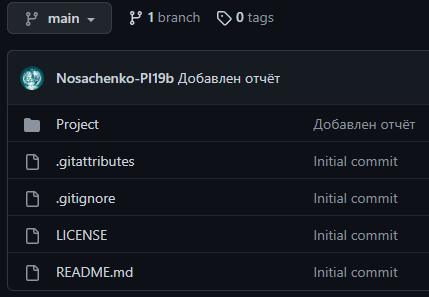 main 1 branch 0 tags
Nosachenko-PI19b Добавлен отчёт
Project Добавлен отчёт
.gitattributes Initial commit
.gitignore Initial commit
LICENSE Initial commit
README.md Initial commit